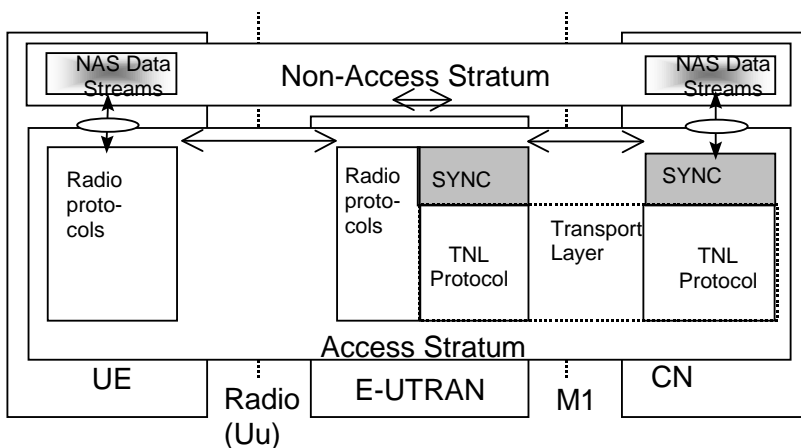 NAS Data
Streams
Non-Access Stratum
NAS Data
Streams
Radio
proto-
cols
Radio
proto-
cols
SYNC
TNL
Protocol
Transport
Layer
SYNC
TNL
Protocol
Access Stratum
UE
Radio
(Uu)
E-UTRAN
M1
CN